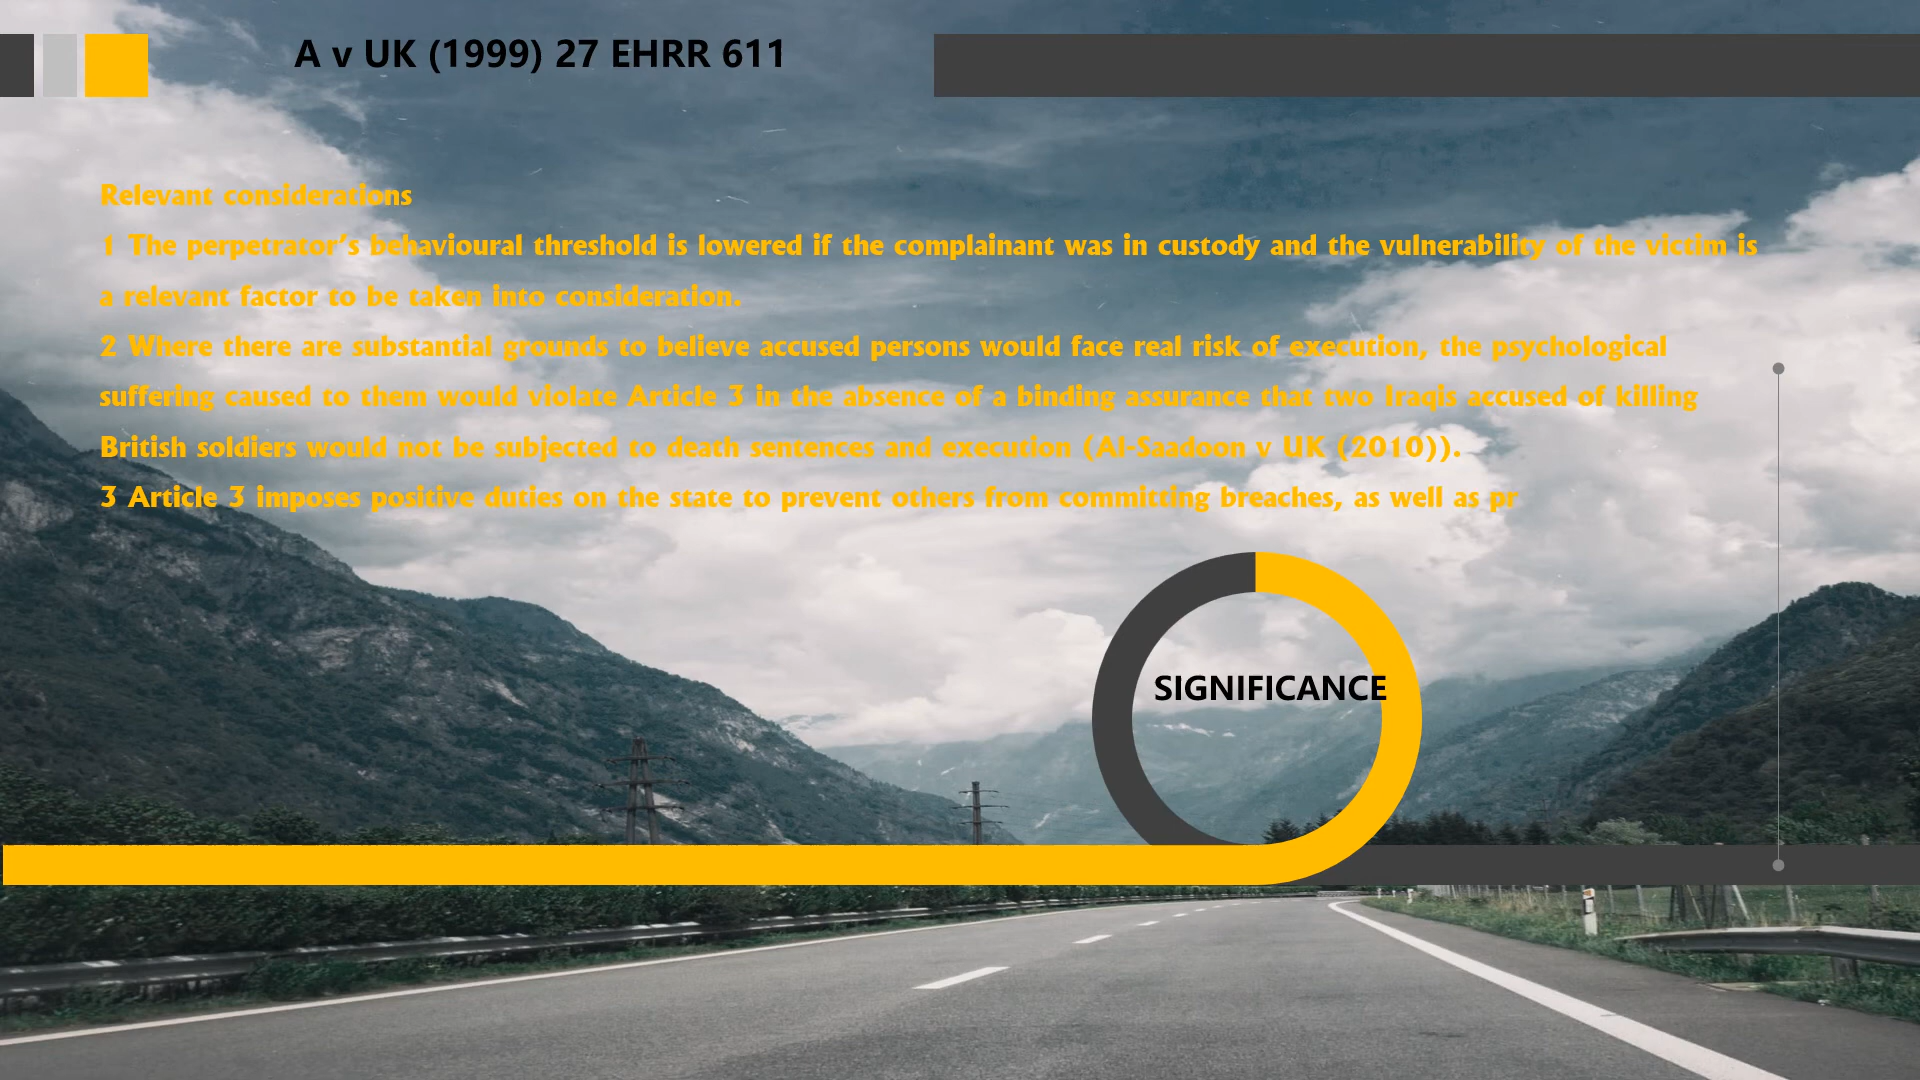 A v UK (1999) 27 EHRR 611
Relevant considerations
1 The perpetrator’s behavioural threshold is lowered if the complainant was in custody and the vulnerability of the victim is
a relevant factor to be taken into consideration.
2 Where there are substantial grounds to believe accused persons would face real risk of execution, the psychological
suffering caused to them would violate Article 3 in the absence of a binding assurance that two Iraqis accused of killing
British soldiers would not be subjected to death sentences and execution (Al-Saadoon v UK (2010)).
3 Article 3 imposes positive duties on the state to prevent others from committing breaches, as well as pr
SIGNIFICANCE